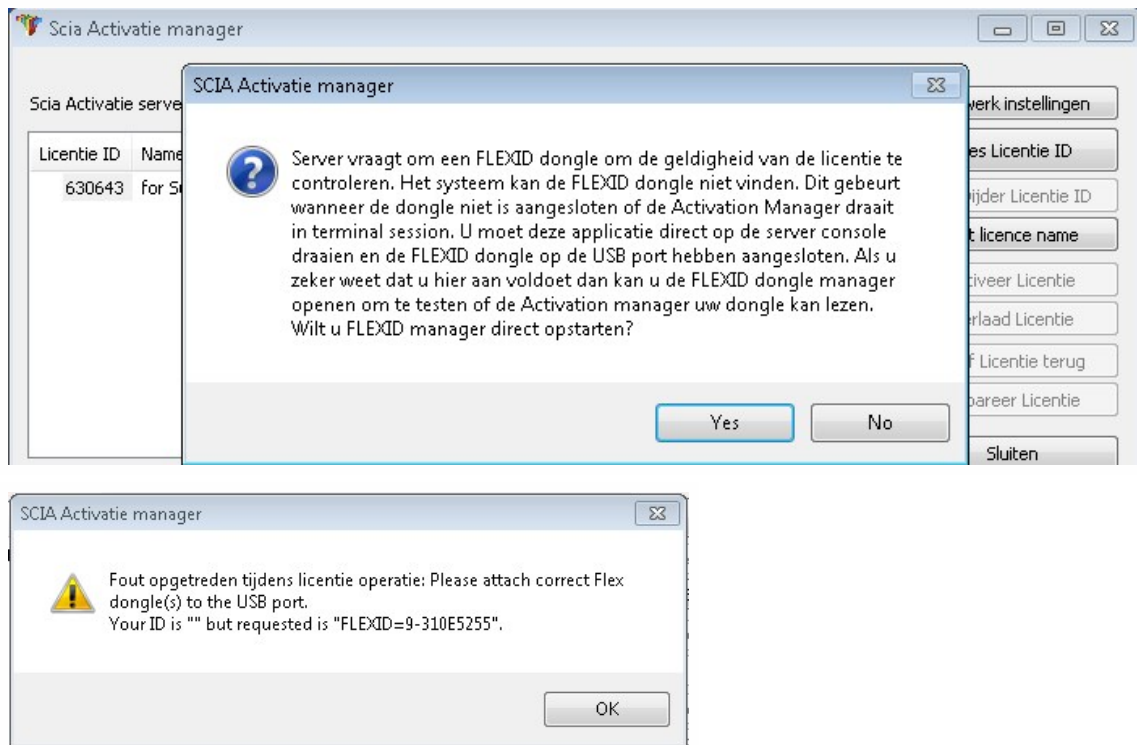 Scia Activatie manager
SCIA Activatie manager
Scia Activatie
Licentie ID Name
630643 for
Server vraagt om een FLEXID dongle om de geldigheid van de licentie te
controleren. Het systeem kan de FLEXID dongle niet vinden. Dit gebeurt
wanneer de dongle niet is aangesloten of de Activation Manager draait
in terminal session. U moet deze applicatie direct op de server console
draaien en de FLEXID dongle op de USB port hebben aangesloten. Als u
zeker weet dat u hier aan voldoet dan kan u de FLEXID dongle manager
openen om te testen of de Activation manager uw dongle kan lezen.
Wilt u FLEXID manager direct opstarten?
Yes No
instellingen
Licentie ID
Licentie ID
licence name
Licentie
Licentie
Licentie terug
Licentie
Sluiten
SCIA Activatie manager
Fout opgetreden tijdens licentie operatie: Please attach correct Flex
dongle(s) to the USB port.
Your ID is "" but requested is "FLEXID=9-310E5255".
OK